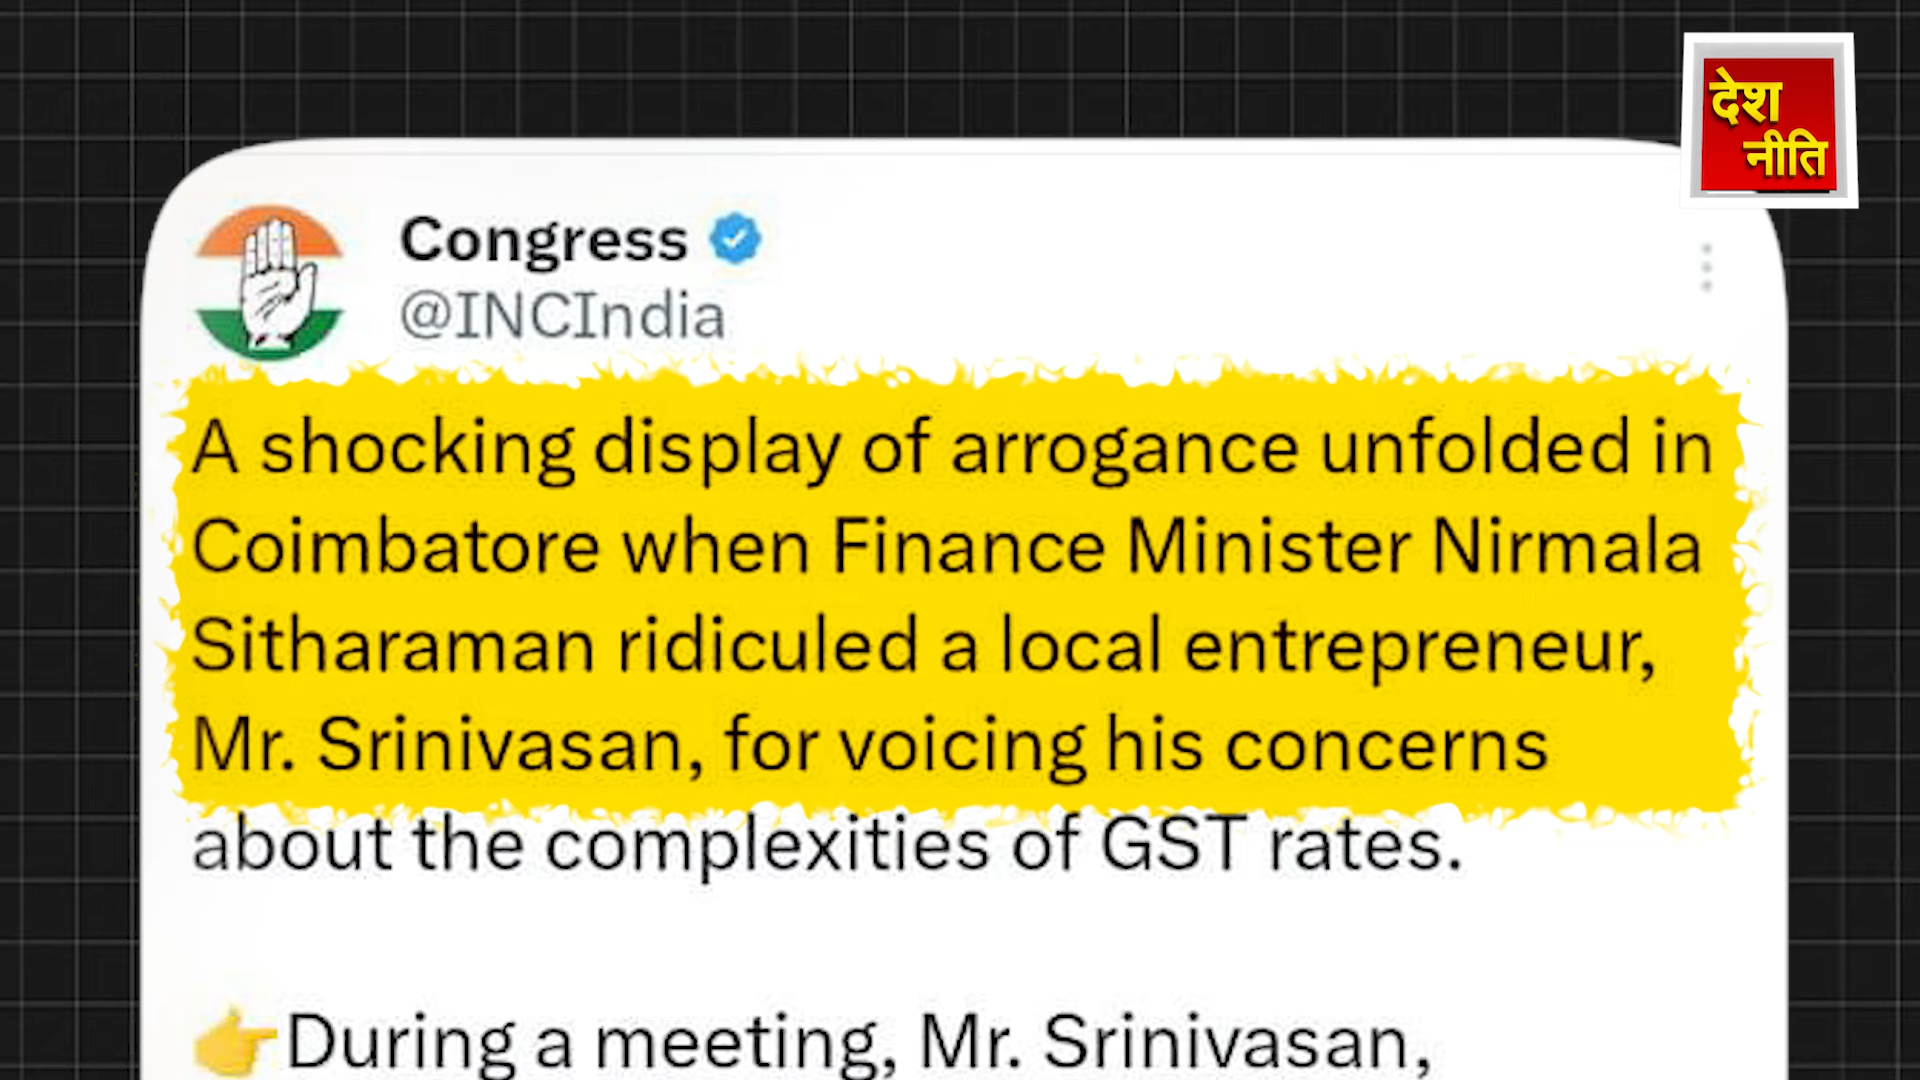 देश
नीति
Congress
@INCIndia
A shocking display of arrogance unfolded in
Coimbatore when Finance Minister Nirmala
Sitharaman ridiculed a local entrepreneur,
Mr. Srinivasan, for voicing his concerns
about the complexities of GST rates.
👉During a meeting, Mr. Srinivasan,